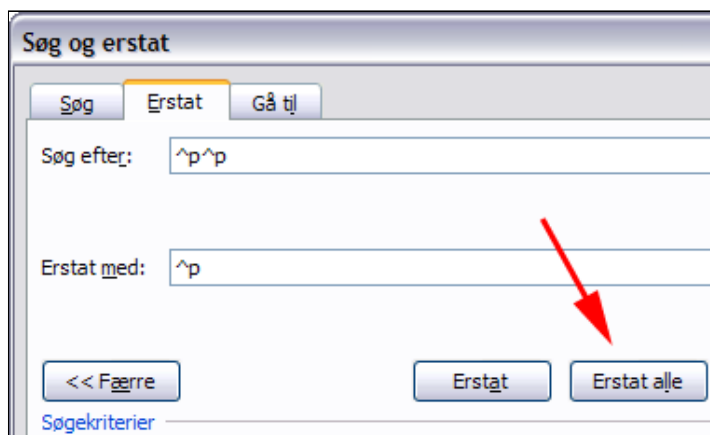 Søg og erstat
Søg Erstat Gå til
Søg efter: ^p^p
Erstat med: ^p
<< Færre Erstat Erstat alle
Søgekriterier